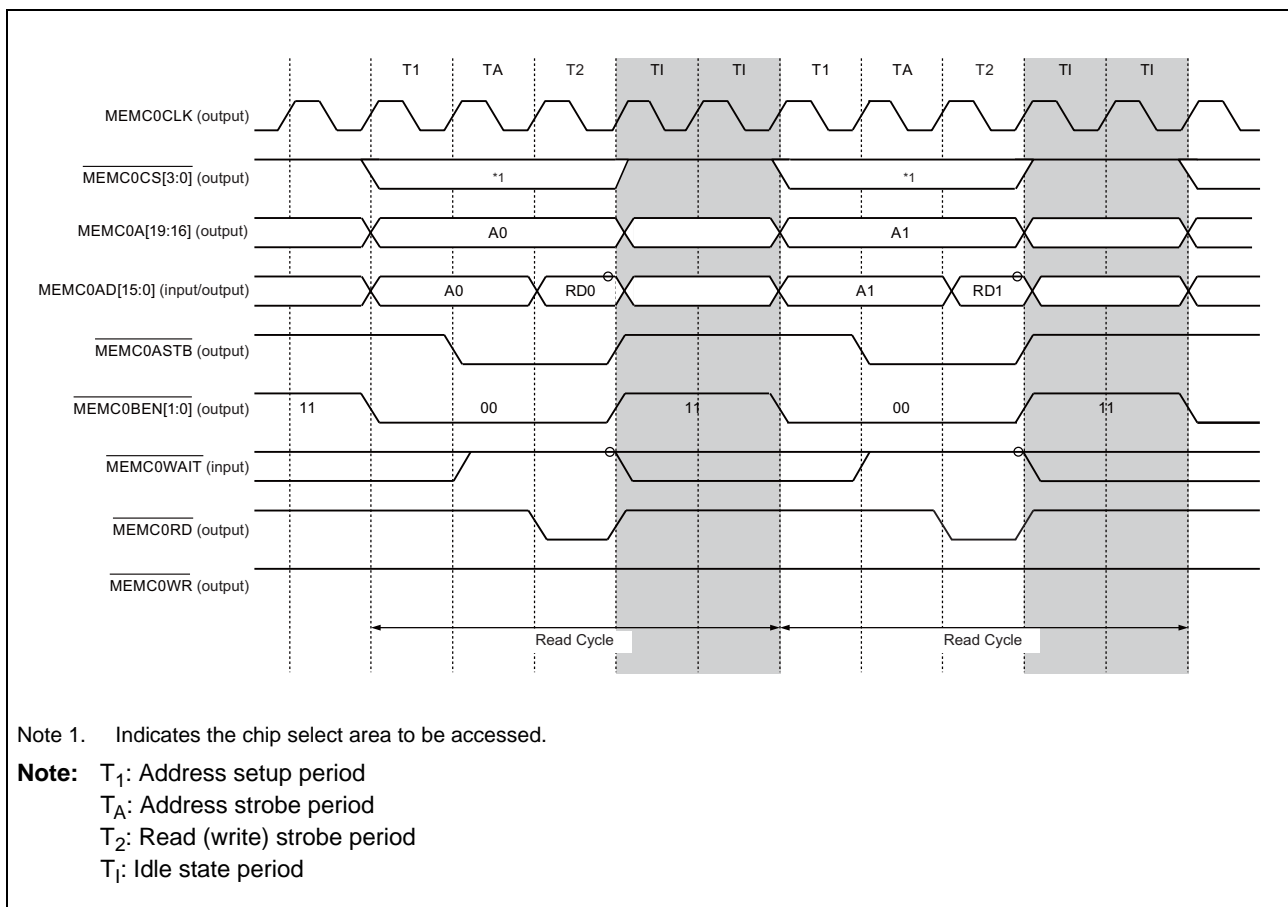 T1 TA T2 TI TI T1 TA T2 TI TI
MEMC0CLK (output)
MEMC0CS[3:0] (output) *1 *1
MEMC0A[19:16] (output) A0 A1
MEMC0AD[15:0] (input/output) A0 RD0 A1 RD1
MEMC0ASTB (output)
MEMC0BEN[1:0] (output) 11 00 11 00 11
MEMC0WAIT (input)
MEMC0RD (output)
MEMC0WR (output)
Read Cycle Read Cycle
Note 1. Indicates the chip select area to be accessed.
Note: T1: Address setup period
TA: Address strobe period
T2: Read (write) strobe period
TI: Idle state period